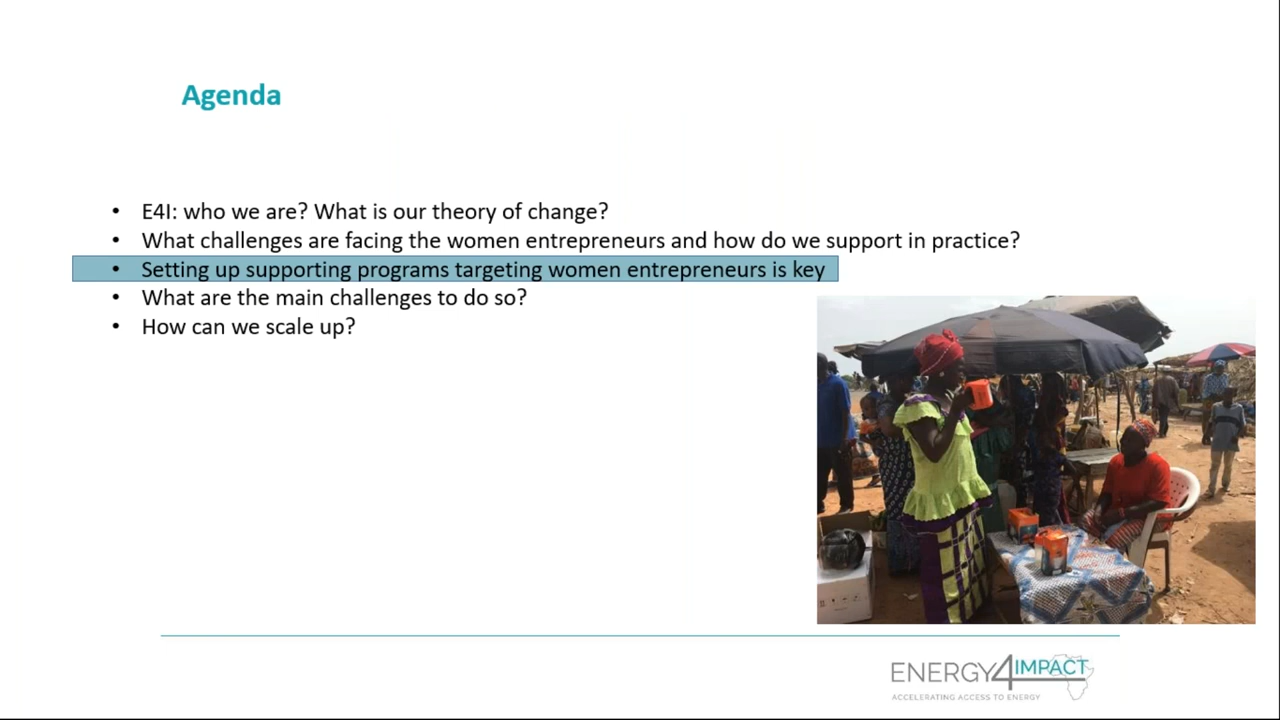 Agenda
• E4I: who we are? What is our theory of change?
• What challenges are facing the women entrepreneurs and how do we support in practice?
• Setting up supporting programs targeting women entrepreneurs is key
• What are the main challenges to do so?
• How can we scale up?
ENERGY4IMPACT
ACCELERATING ACCESS TO ENERGY